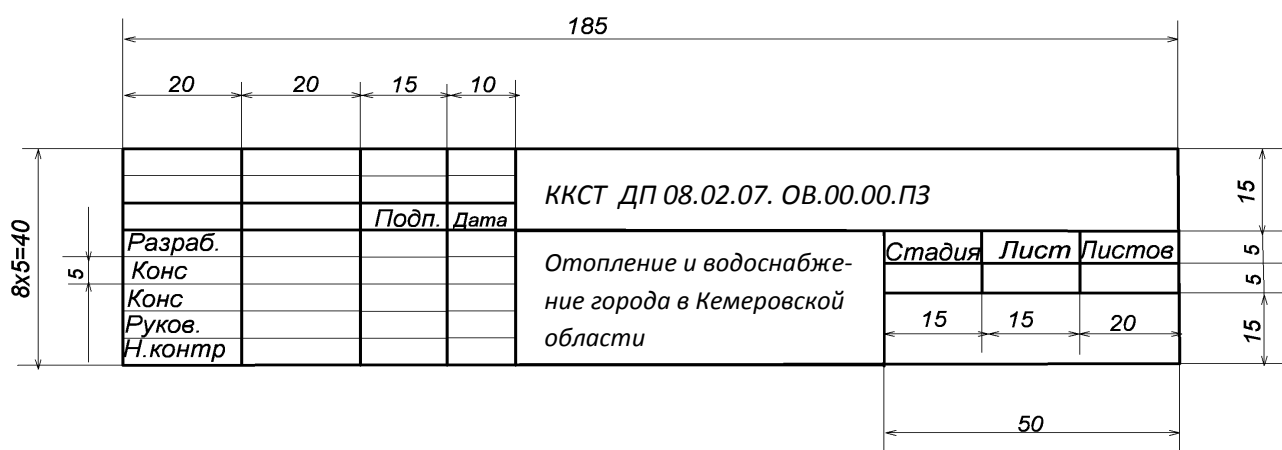 185
20 20 15 10
ККСТ ДП 08.02.07. ОВ.00.00.ПЗ
15
Подп. Дата
8x5=40
5
Разраб.
Конс
Конс
Руков.
Н.контр
Отопление и водоснабже-
ние города в Кемеровской
области
Стадия Лист Листов
5
5
15 15 20
15
50